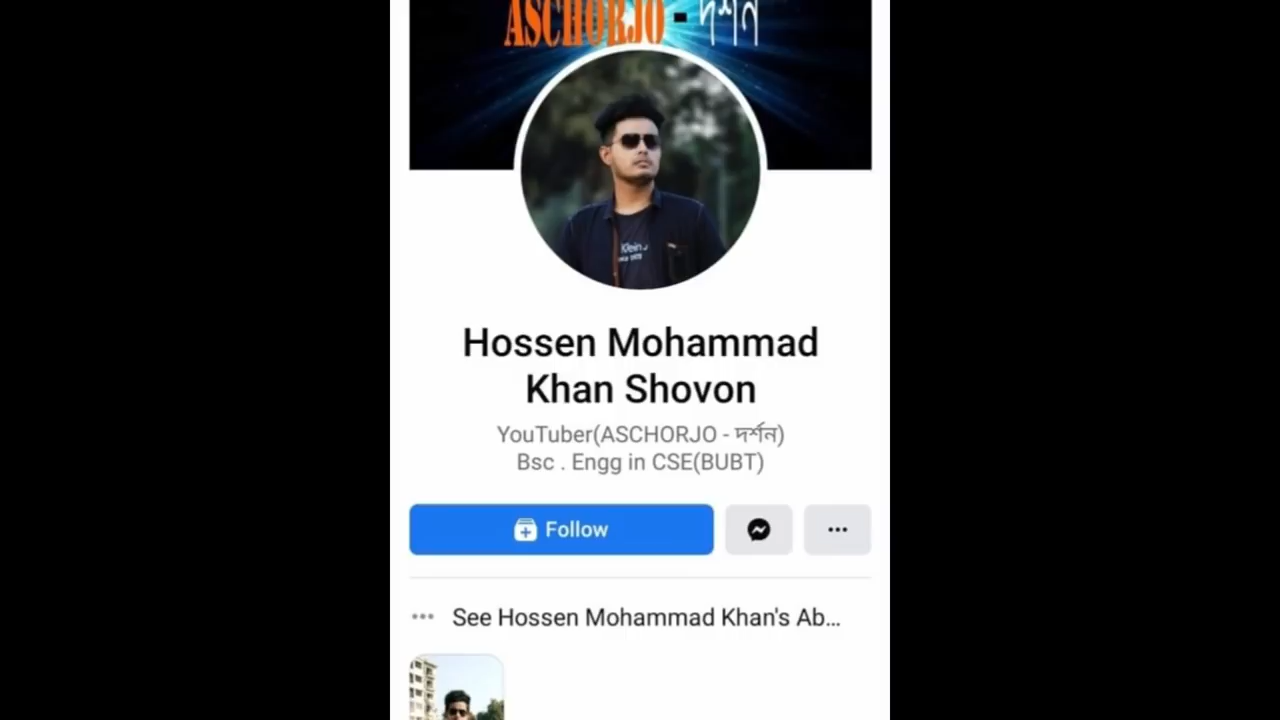 ASCHORJO - দর্শন
Klein
Hossen Mohammad
Khan Shovon
YouTuber(ASCHORJO - দর্শন)
Bsc . Engg in CSE(BUBT)
Follow
See Hossen Mohammad Khan's Ab...